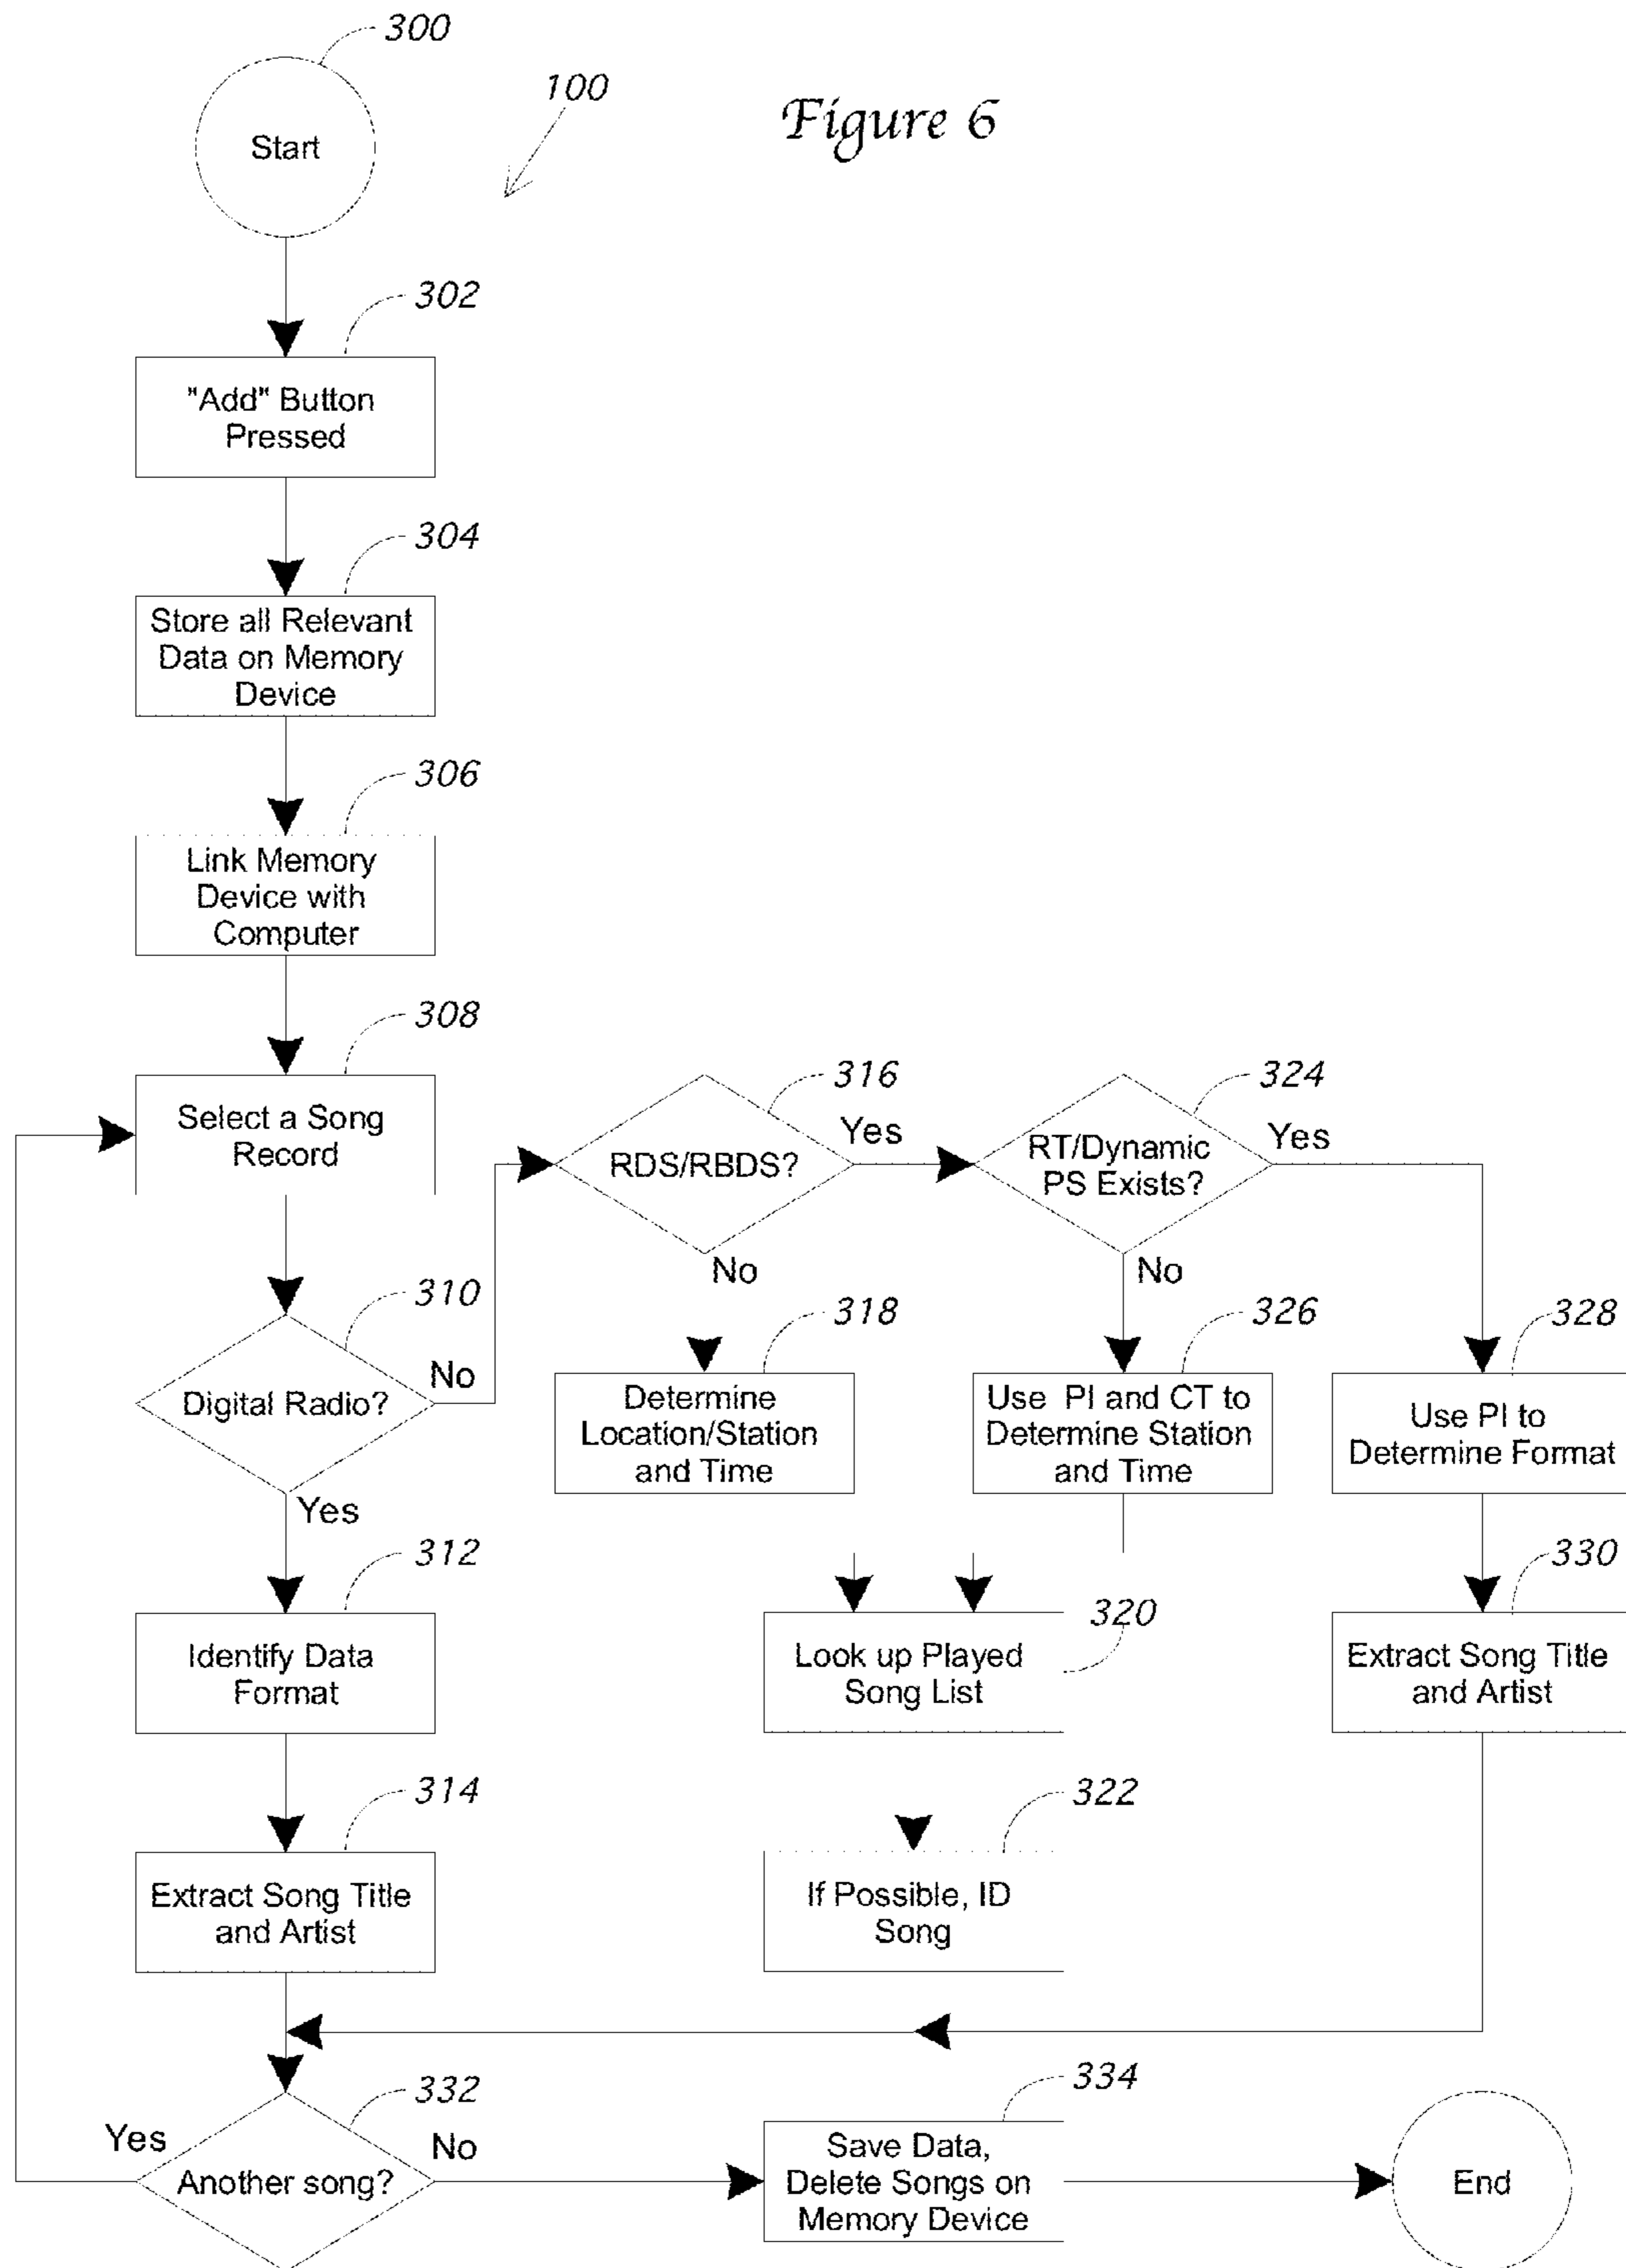 300
100
Figure 6
Start
302
"Add" Button
Pressed
304
Store all Relevant
Data on Memory
Device
306
Link Memory
Device with
Computer
308
Select a Song
Record
316
Yes
RDS/RBDS?
No
324
Yes
RT/Dynamic
PS Exists?
No
310
No
Digital Radio?
Yes
318
Determine
Location/Station
and Time
326
Use PI and CT to
Determine Station
and Time
328
Use PI to
Determine Format
312
Identify Data
Format
320
Look up Played
Song List
330
Extract Song Title
and Artist
314
Extract Song Title
and Artist
322
If Possible, ID
Song
332
Yes
No
Another song?
334
Save Data,
Delete Songs on
Memory Device
End